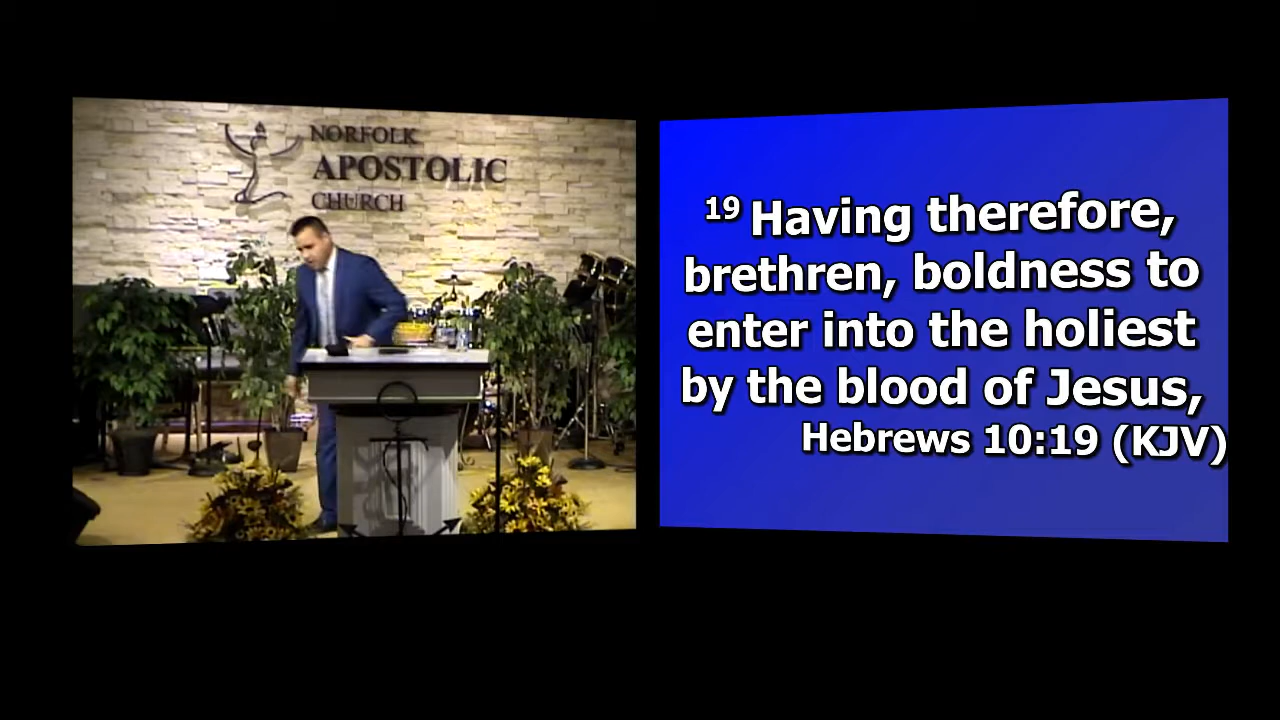 NORFOLK
APOSTOLIC
CHURCH
19 Having therefore,
brethren, boldness to
enter into the holiest
by the blood of Jesus,
Hebrews 10:19 (KJV)